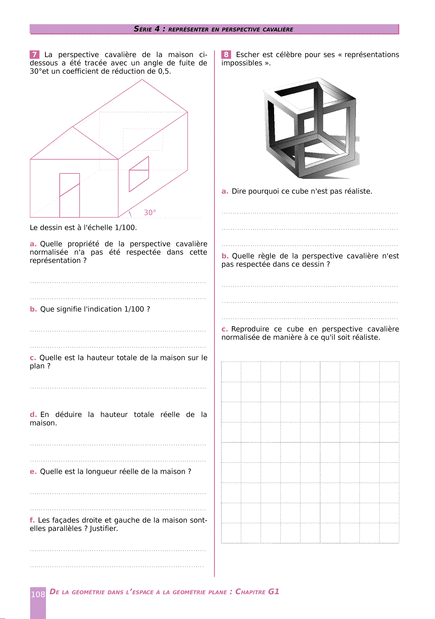 SÉRIE 4 : REPRÉSENTER EN PERSPECTIVE CAVALIÈRE
7 La perspective cavalière de la maison ci-
dessous a été tracée avec un angle de fuite de
30°et un coefficient de réduction de 0,5.
30°
Le dessin est à l'échelle 1/100.
a. Quelle propriété de la perspective cavalière
normalisée n'a pas été respectée dans cette
représentation ?
b. Que signifie l'indication 1/100 ?
c. Quelle est la hauteur totale de la maison sur le
plan ?
d. En déduire la hauteur totale réelle de la
maison.
e. Quelle est la longueur réelle de la maison ?
f. Les façades droite et gauche de la maison sont-
elles parallèles ? Justifier.
8 Escher est célèbre pour ses « représentations
impossibles ».
a. Dire pourquoi ce cube n'est pas réaliste.
b. Quelle règle de la perspective cavalière n'est
pas respectée dans ce dessin ?
c. Reproduire ce cube en perspective cavalière
normalisée de manière à ce qu'il soit réaliste.
108 DE LA GÉOMÉTRIE DANS L'ESPACE À LA GÉOMÉTRIE PLANE : CHAPITRE G1